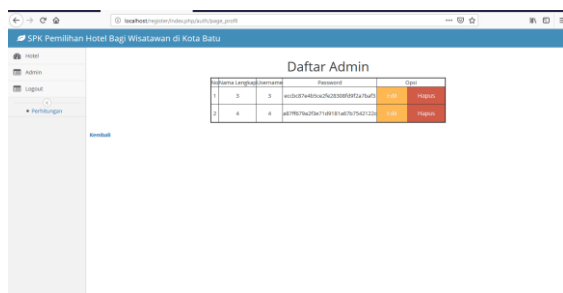 localhost/register/index.php/auth/page_profil
SPK Pemilihan Hotel Bagi Wisatawan di Kota Batu
Hotel
Admin
Logout
Perhitungan
Daftar Admin
No Nama Lengkap Username Password Opsi
1 3 3 eccbc87e4b5ce2fe28308fd9f2a7baf3 Edit Hapus
2 4 4 a87ff679a2f3e71d9181a67b7542122c Edit Hapus
Kembali